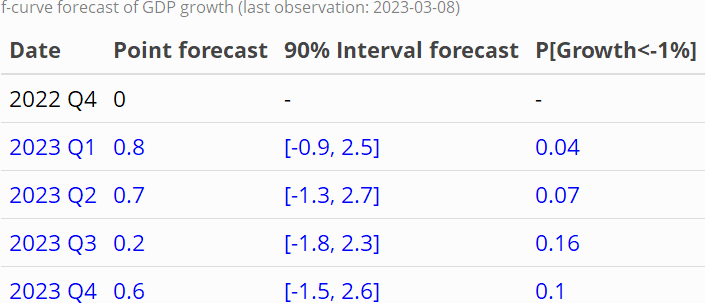 f-curve forecast of GDP growth (last observation: 2023-03-08)
Date Point forecast 90% Interval forecast P[Growth<-1%]
2022 Q4 0 - -
2023 Q1 0.8 [-0.9, 2.5] 0.04
2023 Q2 0.7 [-1.3, 2.7] 0.07
2023 Q3 0.2 [-1.8, 2.3] 0.16
2023 Q4 0.6 [-1.5, 2.6] 0.1